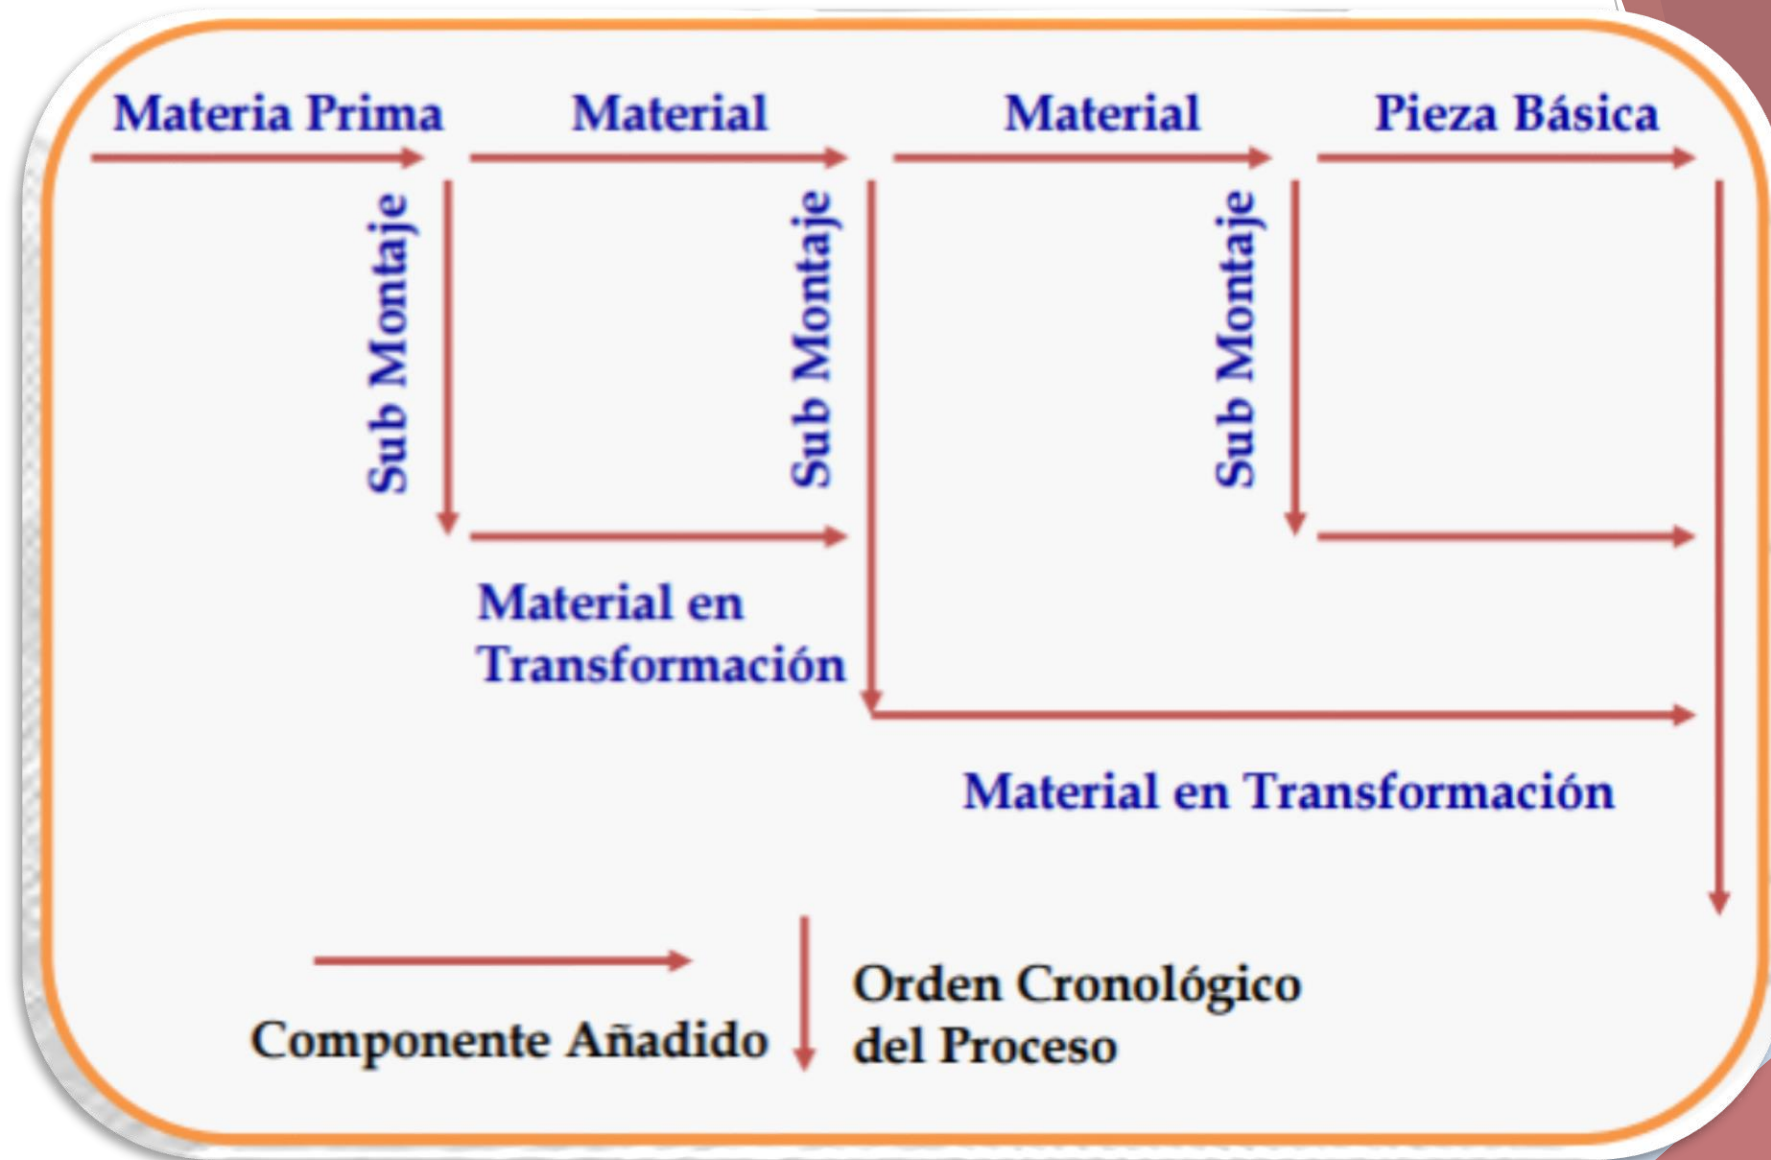 Materia Prima
Material
Material
Pieza Básica
Sub Montaje
Sub Montaje
Sub Montaje
Material en
Transformación
Material en Transformación
Componente Añadido
Orden Cronológico
del Proceso